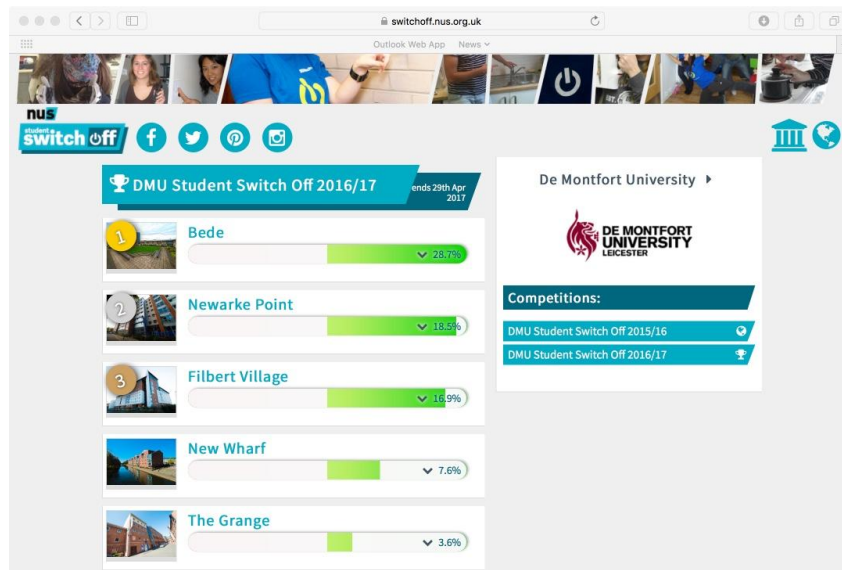 switchoff.nus.org.uk
Outlook Web App News
nus
student
switch off
DMU Student Switch Off 2016/17
ends 29th Apr
2017
1
Bede
28.7%
2
Newarke Point
18.5%
3
Filbert Village
16.9%
New Wharf
7.6%
The Grange
3.6%
De Montfort University
DE MONTFORT
UNIVERSITY
LEICESTER
Competitions:
DMU Student Switch Off 2015/16
DMU Student Switch Off 2016/17